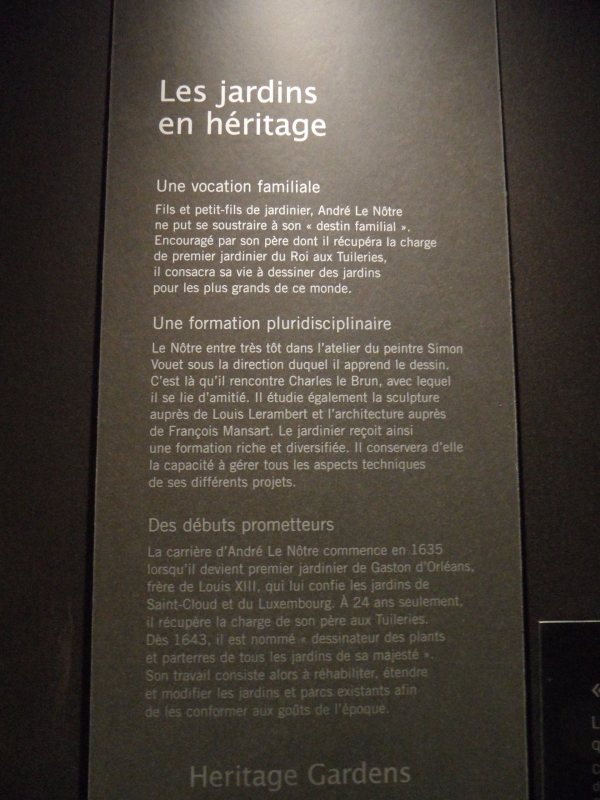 Les jardins
en héritage
Une vocation familiale
Fils et petit-fils de jardinier, André Le Nôtre
ne put se soustraire à son « destin familial ».
Encouragé par son père dont il récupéra la charge
de premier jardinier du Roi aux Tuileries,
il consacra sa vie à dessiner des jardins
pour les plus grands de ce monde.
Une formation pluridisciplinaire
Le Nôtre entre très tôt dans l'atelier du peintre Simon
Vouet sous la direction duquel il apprend le dessin.
C'est là qu'il rencontre Charles le Brun, avec lequel
il se lie d'amitié. Il étudie également la sculpture
auprès de Louis Lerambert et l'architecture auprès
de François Mansart. Le jardinier reçoit ainsi
une formation riche et diversifiée. Il conservera d'elle
la capacité à gérer tous les aspects techniques
de ses différents projets.
Des débuts prometteurs
La carrière d'André Le Nôtre commence en 1635
lorsqu'il devient premier jardinier de Gaston d'Orléans,
frère de Louis XIII, qui lui confie les jardins de
Saint-Cloud et du Luxembourg. À 24 ans seulement,
il récupère la charge de son père aux Tuileries.
Dès 1643, il est nommé « dessinateur des plants
et parterres de tous les jardins de sa majesté ».
Son travail consiste alors à réhabiliter, étendre
et modifier les jardins et parcs existants afin
de les conformer aux goûts de l'époque.
Heritage Gardens
«